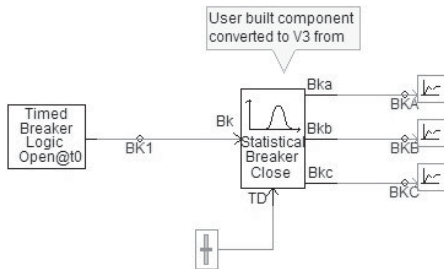 User built component
converted to V3 from
Timed
Breaker
Logic
Open@t0
BK1
Bk
Statistical
Breaker
Close
TD
Bka
BKA
Bkb
BKB
Bkc
BKC